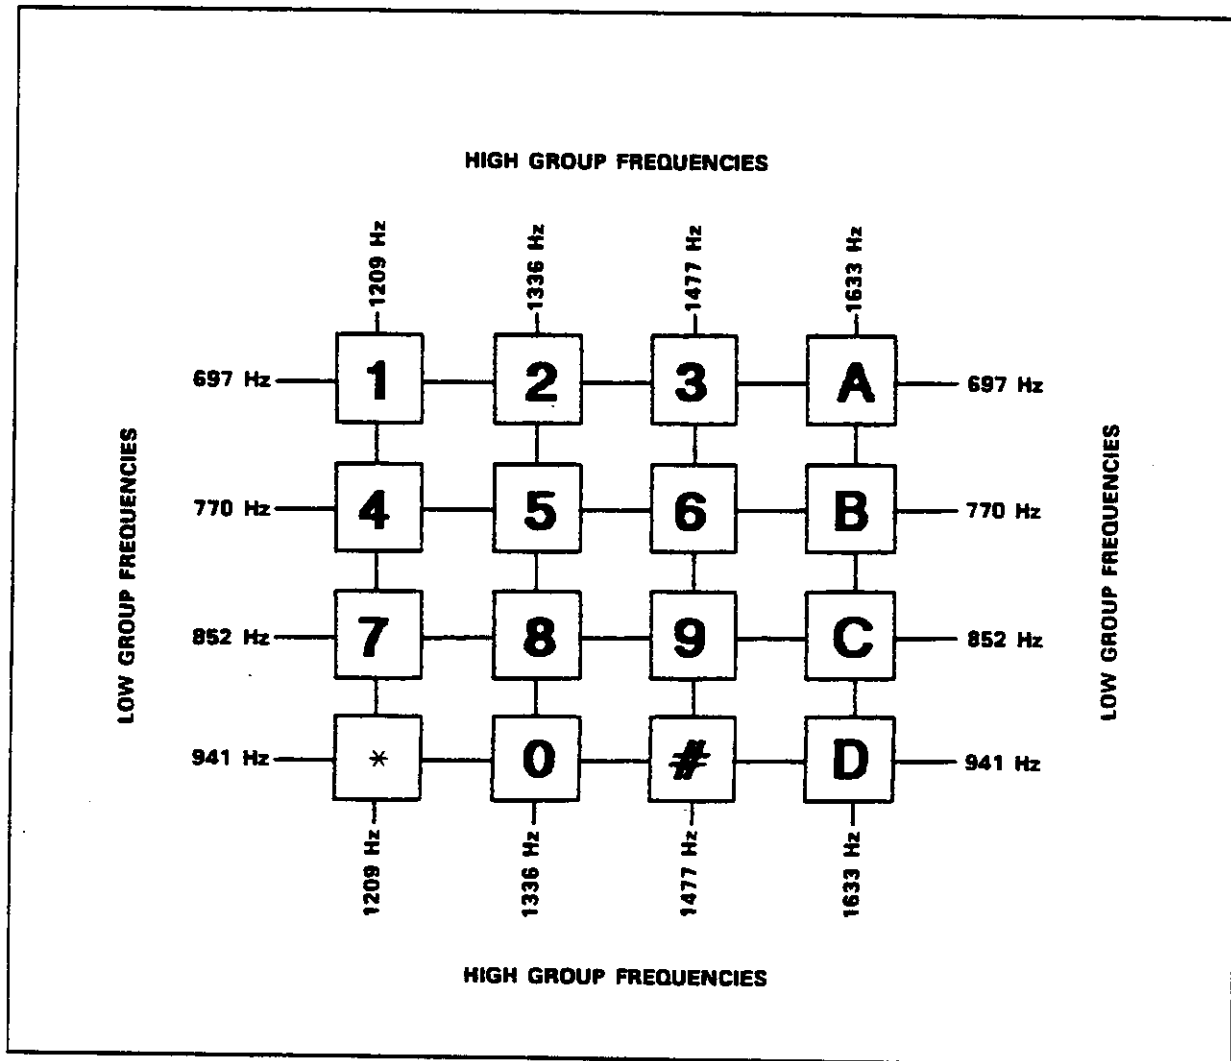 HIGH GROUP FREQUENCIES
1209 Hz 1336 Hz 1477 Hz 1633 Hz
697 Hz 1 2 3 A 697 Hz
LOW GROUP FREQUENCIES
770 Hz 4 5 6 B 770 Hz
LOW GROUP FREQUENCIES
852 Hz 7 8 9 C 852 Hz
941 Hz * 0 # D 941 Hz
1209 Hz 1336 Hz 1477 Hz 1633 Hz
HIGH GROUP FREQUENCIES